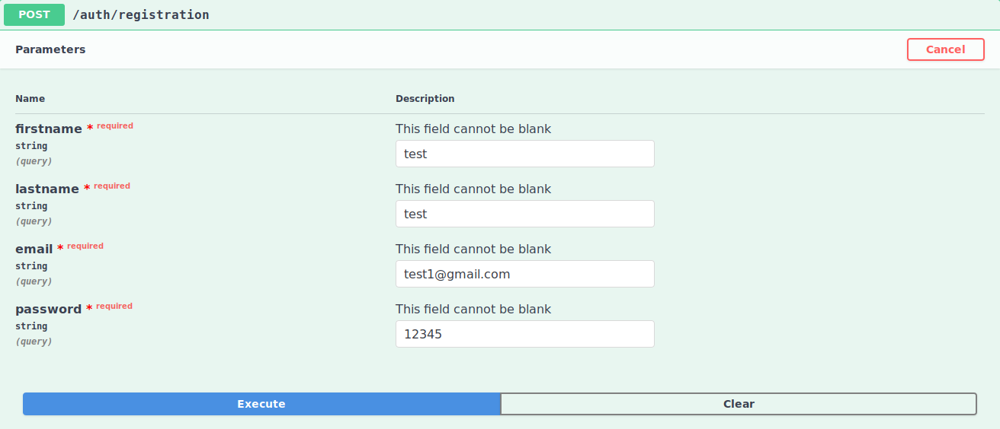 POST /auth/registration
Parameters Cancel
Name Description
firstname * required This field cannot be blank
string test
(query)
lastname * required This field cannot be blank
string test
(query)
email * required This field cannot be blank
string test1@gmail.com
(query)
password * required This field cannot be blank
string 12345
(query)
Execute Clear